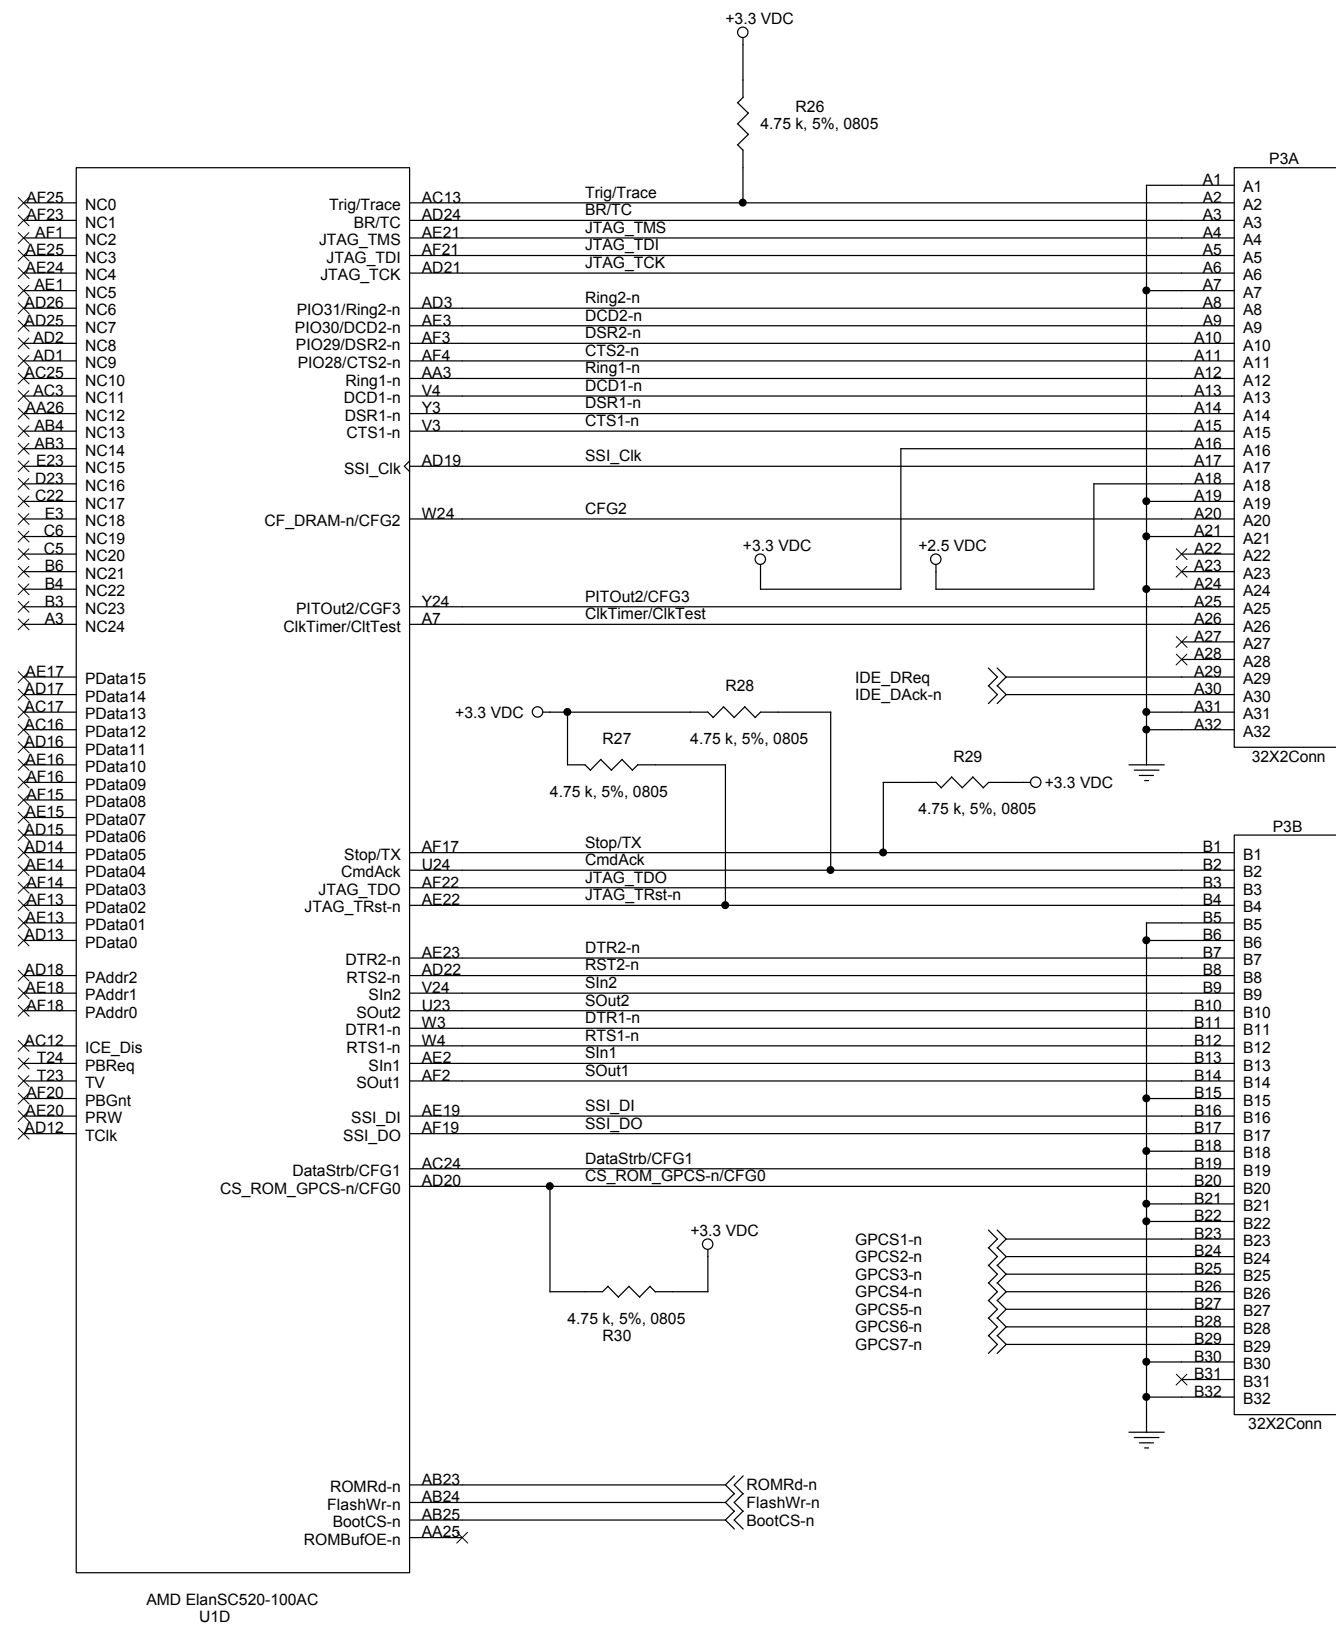 +3.3 VDC
R26
4.75 k, 5%, 0805
AF25 NC0
AF23 NC1
AF1 NC2
AE25 NC3
AE24 NC4
AE1 NC5
AD26 NC6
AD25 NC7
AD2 NC8
AD1 NC9
AC25 NC10
AC3 NC11
AA26 NC12
AB4 NC13
AB3 NC14
E23 NC15
D23 NC16
C22 NC17
E3 NC18
C6 NC19
C5 NC20
B6 NC21
B4 NC22
B3 NC23
A3 NC24
AE17 PData15
AD17 PData14
AC17 PData13
AC16 PData12
AD16 PData11
AE16 PData10
AF16 PData09
AF15 PData08
AE15 PData07
AD15 PData06
AD14 PData05
AE14 PData04
AF14 PData03
AF13 PData02
AE13 PData01
AD13 PData0
AD18 PAddr2
AE18 PAddr1
AF18 PAddr0
AC12 ICE_Dis
T24 PBReq
T23 TV
AF20 PBGnt
AE20 PRW
AD12 TClk
Trig/Trace AC13 Trig/Trace
BR/TC AD24 BR/TC
JTAG_TMS AE21 JTAG_TMS
JTAG_TDI AF21 JTAG_TDI
JTAG_TCK AD21 JTAG_TCK
PIO31/Ring2-n AD3 Ring2-n
PIO30/DCD2-n AE3 DCD2-n
PIO29/DSR2-n AF3 DSR2-n
PIO28/CTS2-n AF4 CTS2-n
Ring1-n AA3 Ring1-n
DCD1-n V4 DCD1-n
DSR1-n Y3 DSR1-n
CTS1-n V3 CTS1-n
SSI_Clk AD19 SSI_Clk
CF_DRAM-n/CFG2 W24 CFG2
+3.3 VDC
+2.5 VDC
PITOut2/CGF3 Y24 PITOut2/CFG3
ClkTimer/CltTest A7 ClkTimer/ClkTest
IDE_DReq
IDE_DAck-n
+3.3 VDC
R28
4.75 k, 5%, 0805
R27
4.75 k, 5%, 0805
R29
+3.3 VDC
4.75 k, 5%, 0805
Stop/TX AF17 Stop/TX
CmdAck U24 CmdAck
JTAG_TDO AF22 JTAG_TDO
JTAG_TRst-n AE22 JTAG_TRst-n
DTR2-n AE23 DTR2-n
RTS2-n AD22 RST2-n
SIn2 V24 SIn2
SOut2 U23 SOut2
DTR1-n W3 DTR1-n
RTS1-n W4 RTS1-n
SIn1 AE2 SIn1
SOut1 AF2 SOut1
SSI_DI AE19 SSI_DI
SSI_DO AF19 SSI_DO
DataStrb/CFG1 AC24 DataStrb/CFG1
CS_ROM_GPCS-n/CFG0 AD20 CS_ROM_GPCS-n/CFG0
+3.3 VDC
4.75 k, 5%, 0805
R30
GPCS1-n
GPCS2-n
GPCS3-n
GPCS4-n
GPCS5-n
GPCS6-n
GPCS7-n
ROMRd-n AB23 ROMRd-n
FlashWr-n AB24 FlashWr-n
BootCS-n AB25 BootCS-n
ROMBufOE-n AA25
AMD ElanSC520-100AC
U1D
P3A
A1 A1
A2 A2
A3 A3
A4 A4
A5 A5
A6 A6
A7 A7
A8 A8
A9 A9
A10 A10
A11 A11
A12 A12
A13 A13
A14 A14
A15 A15
A16 A16
A17 A17
A18 A18
A19 A19
A20 A20
A21 A21
A22 A22
A23 A23
A24 A24
A25 A25
A26 A26
A27 A27
A28 A28
A29 A29
A30 A30
A31 A31
A32 A32
32X2Conn
P3B
B1 B1
B2 B2
B3 B3
B4 B4
B5 B5
B6 B6
B7 B7
B8 B8
B9 B9
B10 B10
B11 B11
B12 B12
B13 B13
B14 B14
B15 B15
B16 B16
B17 B17
B18 B18
B19 B19
B20 B20
B21 B21
B22 B22
B23 B23
B24 B24
B25 B25
B26 B26
B27 B27
B28 B28
B29 B29
B30 B30
B31 B31
B32 B32
32X2Conn